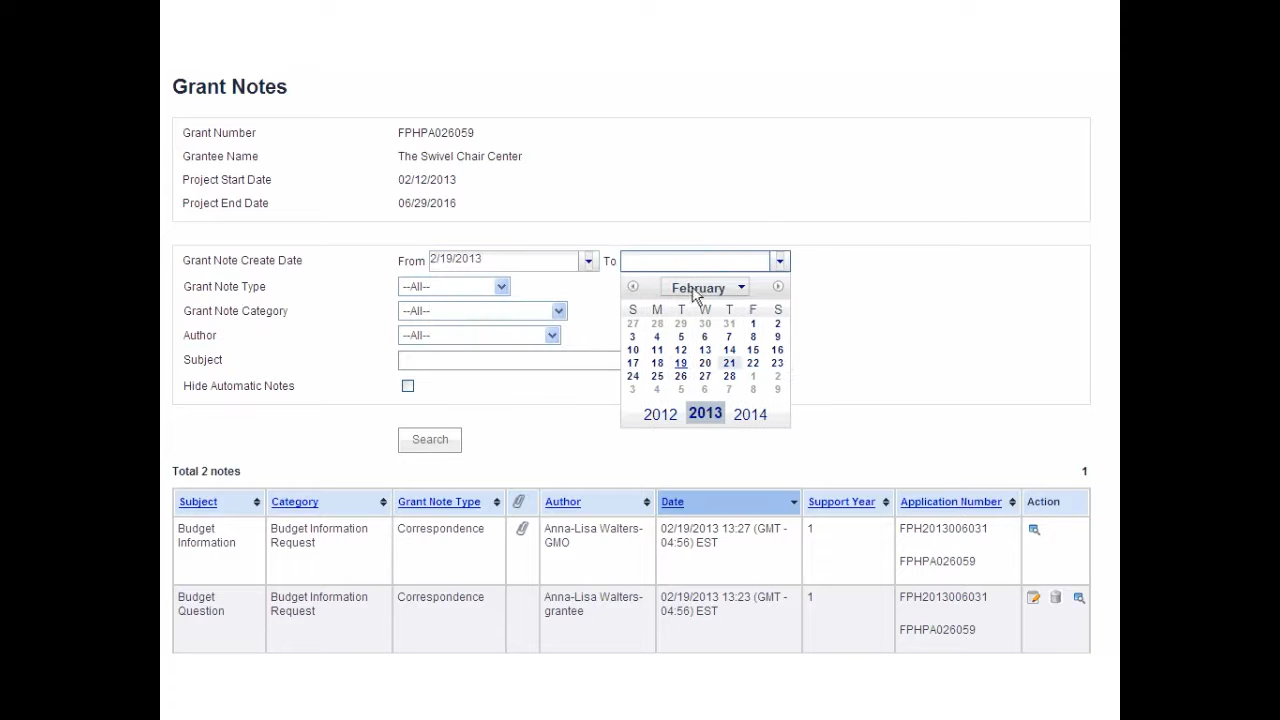 Grant Notes
Grant Number FPHPA026059
Grantee Name The Swivel Chair Center
Project Start Date 02/12/2013
Project End Date 06/29/2016
Grant Note Create Date From 2/19/2013 To
Grant Note Type --All--
February
Grant Note Category --All--
S M T W T F S
27 28 29 30 31 1 2
Author --All--
3 4 5 6 7 8 9
10 11 12 13 14 15 16
Subject
17 18 19 20 21 22 23
24 25 26 27 28 1 2
Hide Automatic Notes
3 4 5 6 7 8 9
2012 2013 2014
Search
Total 2 notes 1
Subject Category Grant Note Type Author Date Support Year Application Number Action
Budget Budget Information Correspondence Anna-Lisa Walters- 02/19/2013 13:27 (GMT - 1 FPH2013006031
Information Request GMO 04:56) EST
FPHPA026059
Budget Budget Information Correspondence Anna-Lisa Walters- 02/19/2013 13:23 (GMT - 1 FPH2013006031
Question Request grantee 04:56) EST
FPHPA026059